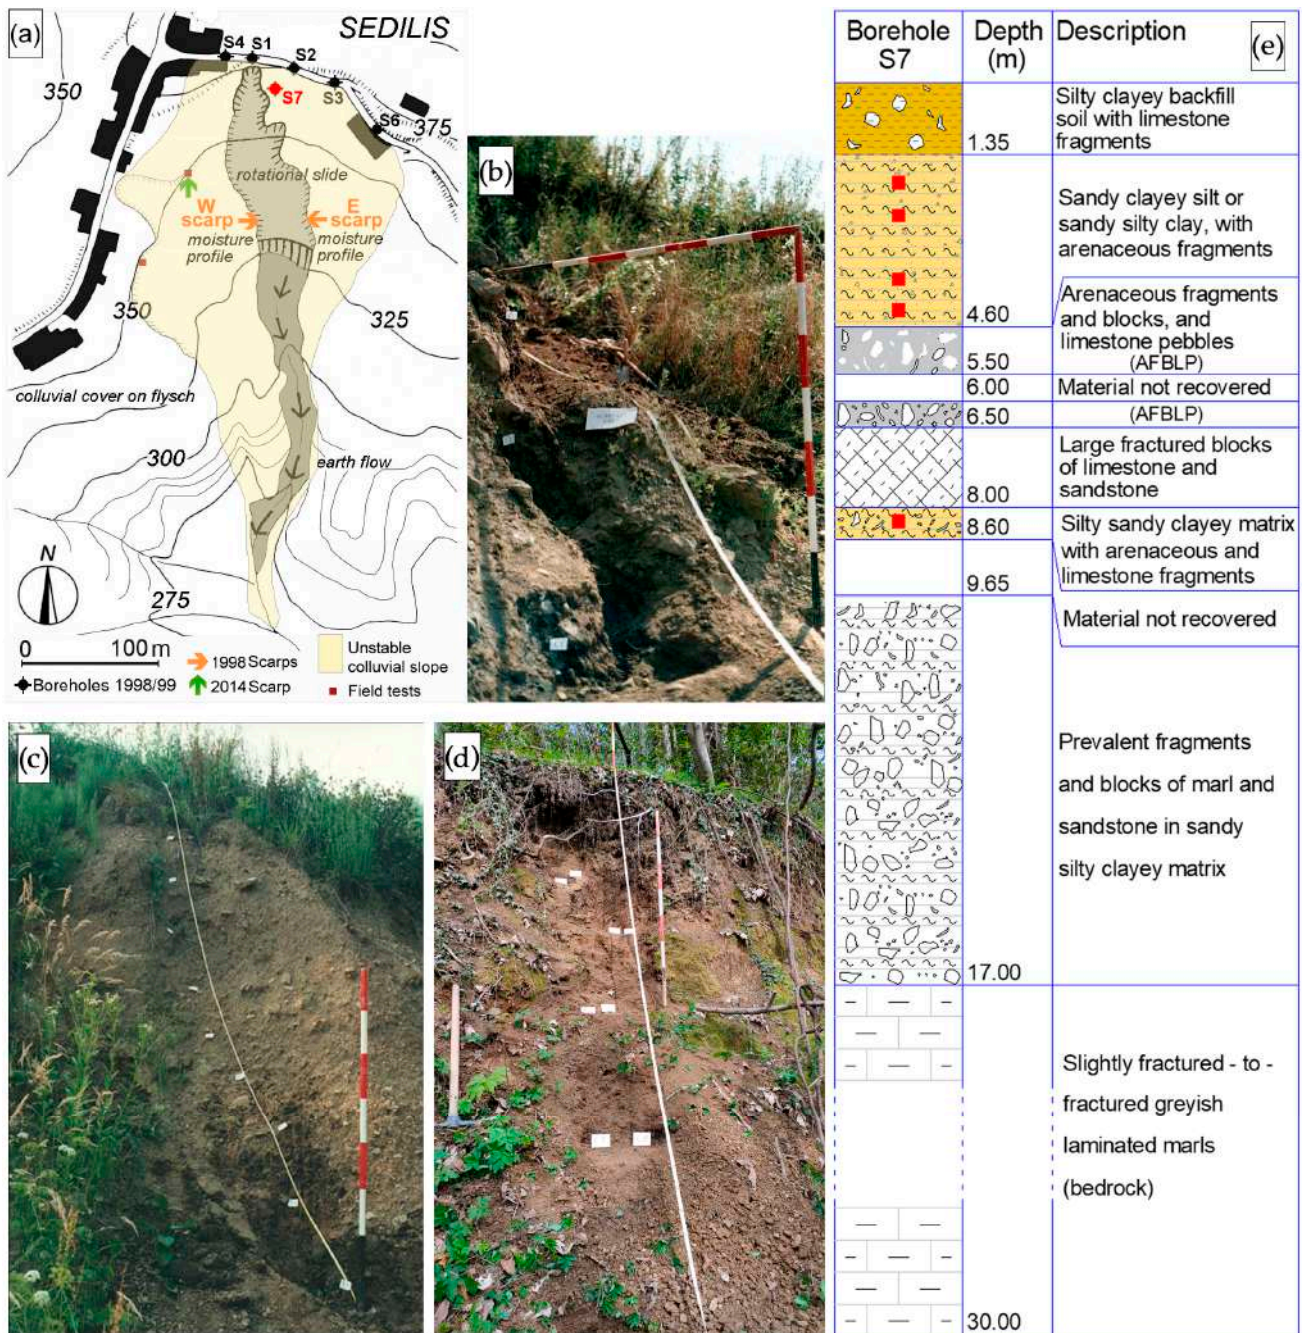 (a)
SEDILIS
S4
S1
S2
S3
S7
S6
350
375
rotational slide
W
scarp
E
scarp
moisture
profile
moisture
profile
350
325
colluvial cover on flysch
300
earth flow
N
275
0 100 m
1998 Scarps
Boreholes 1998/99
2014 Scarp
Unstable
colluvial slope
Field tests
(b)
(c)
(d)
(e)
Borehole
S7
Depth
(m)
Description
1.35
Silty clayey backfill
soil with limestone
fragments
4.60
Sandy clayey silt or
sandy silty clay, with
arenaceous fragments
5.50
Arenaceous fragments
and blocks, and
limestone pebbles
(AFBLP)
6.00
Material not recovered
6.50
(AFBLP)
8.00
Large fractured blocks
of limestone and
sandstone
8.60
Silty sandy clayey matrix
with arenaceous and
limestone fragments
9.65
Material not recovered
17.00
Prevalent fragments
and blocks of marl and
sandstone in sandy
silty clayey matrix
30.00
Slightly fractured - to -
fractured greyish
laminated marls
(bedrock)